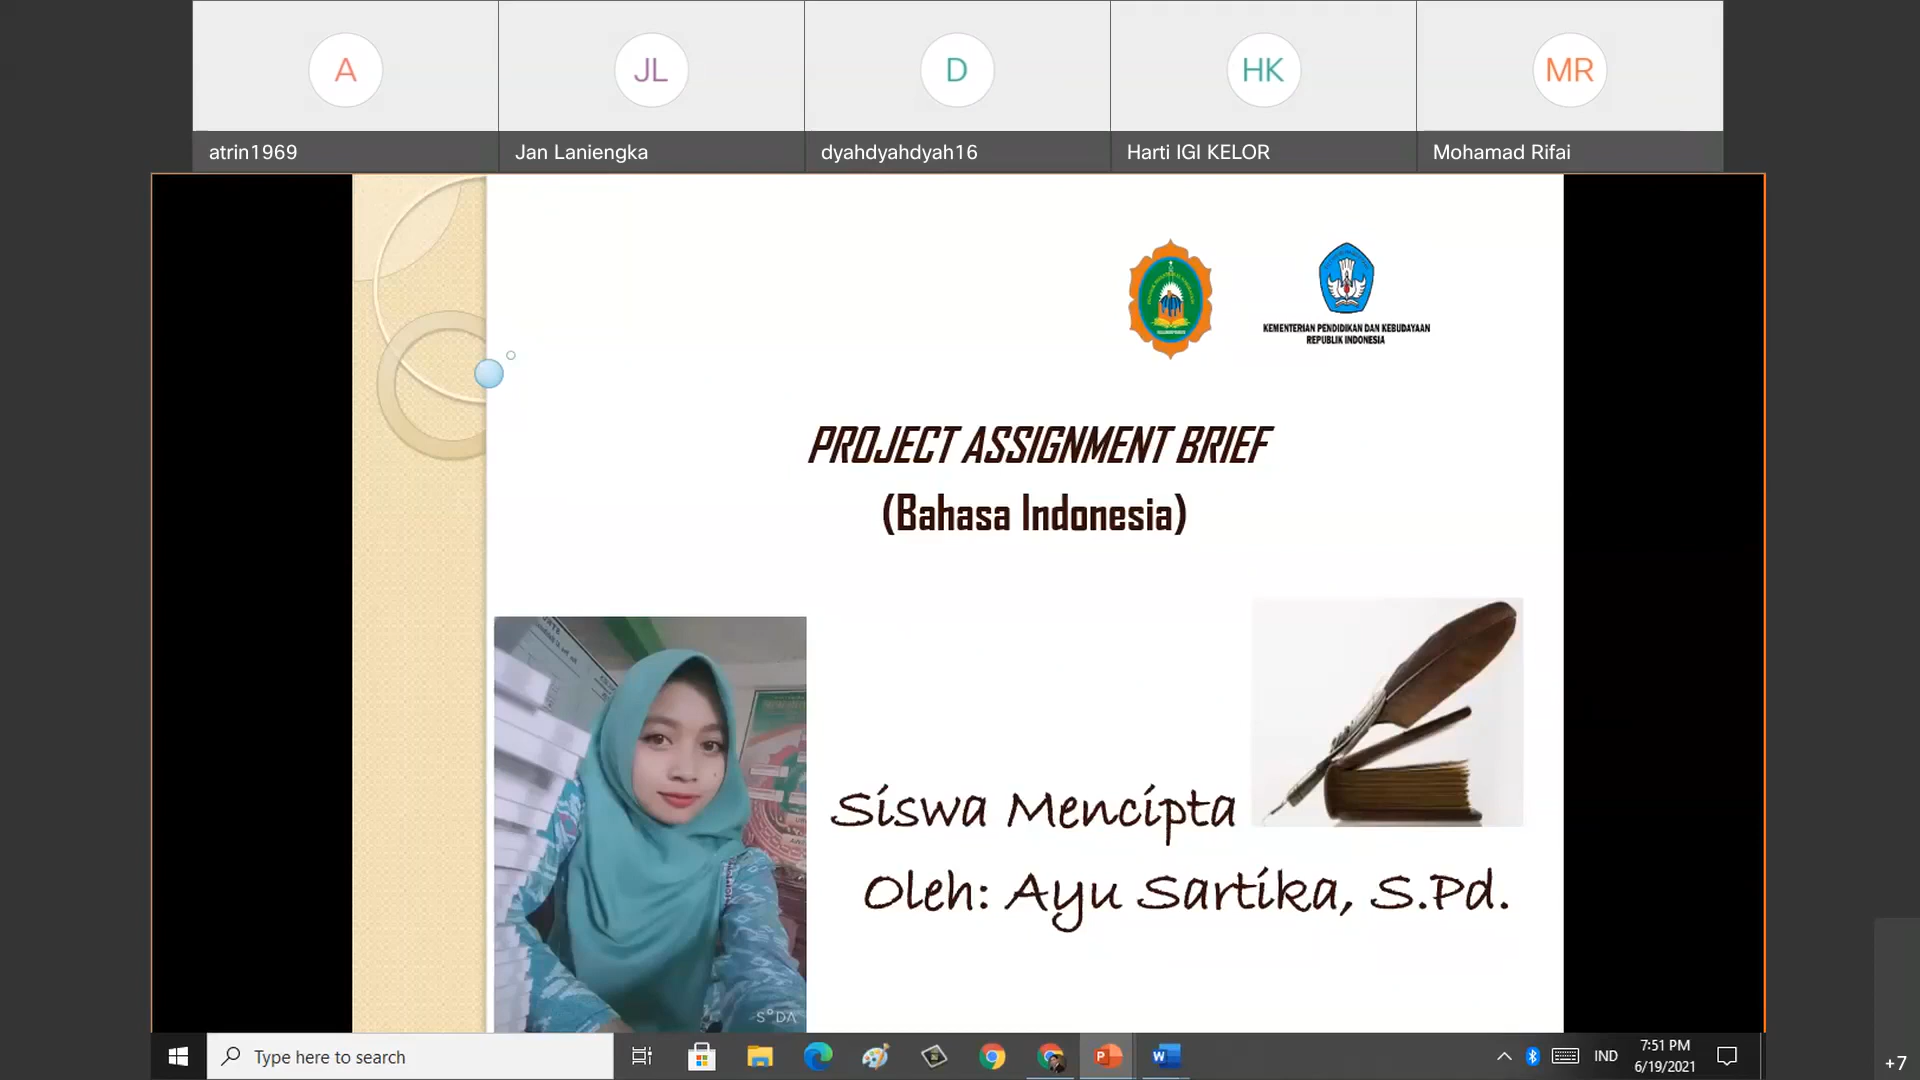 A
JL
D
HK
MR
atrin1969
Jan Laniengka
dyahdyahdyah16
Harti IGI KELOR
Mohamad Rifai
KEMENTERIAN PENDIDIKAN DAN KEBUDAYAAN
REPUBLIK INDONESIA
PROJECT ASSIGNMENT BRIEF
(Bahasa Indonesia)
Siswa Mencipta
Oleh: Ayu Sartika, S.Pd.
Type here to search
IND
7:51 PM
6/19/2021
+7